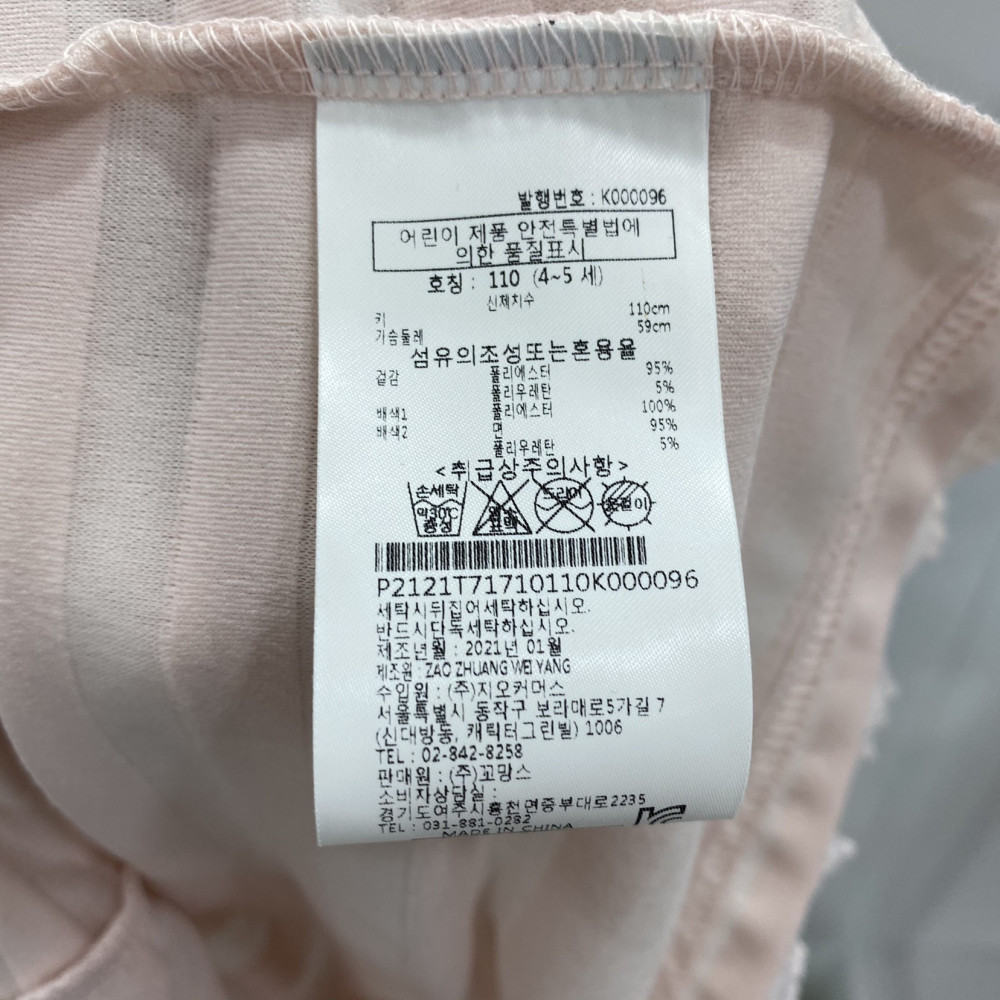 발행번호 : K000096
어린이 제품 안전특별법에
의한 품질표시
호칭 : 110 (4~5 세)
신체치수
키 110cm
가슴둘레 59cm
섬유의조성또는혼용율
겉감 폴리에스터 95%
폴리우레탄 5%
배색1 폴리에스터 100%
배색2 면 95%
폴리우레탄 5%
<취급상주의사항>
손세탁
약30℃
중성
염소
표백
드라이
옷걸이
P2121T71710110K000096
세탁시뒤집어세탁하십시오.
반드시단독세탁하십시오.
제조년월 : 2021년 01월
제조원 : ZAO ZHUANG WEI YANG
수입원 : (주)지오커머스
서울특별시 동작구 보라매로5가길 7
(신대방동, 캐릭터그린빌) 1006
TEL : 02-842-8258
판매원 : (주)꼬망스
소비자상담실 :
경기도여주시흥천면중부대로2235
TEL : 031-881-0282
MADE IN CHINA